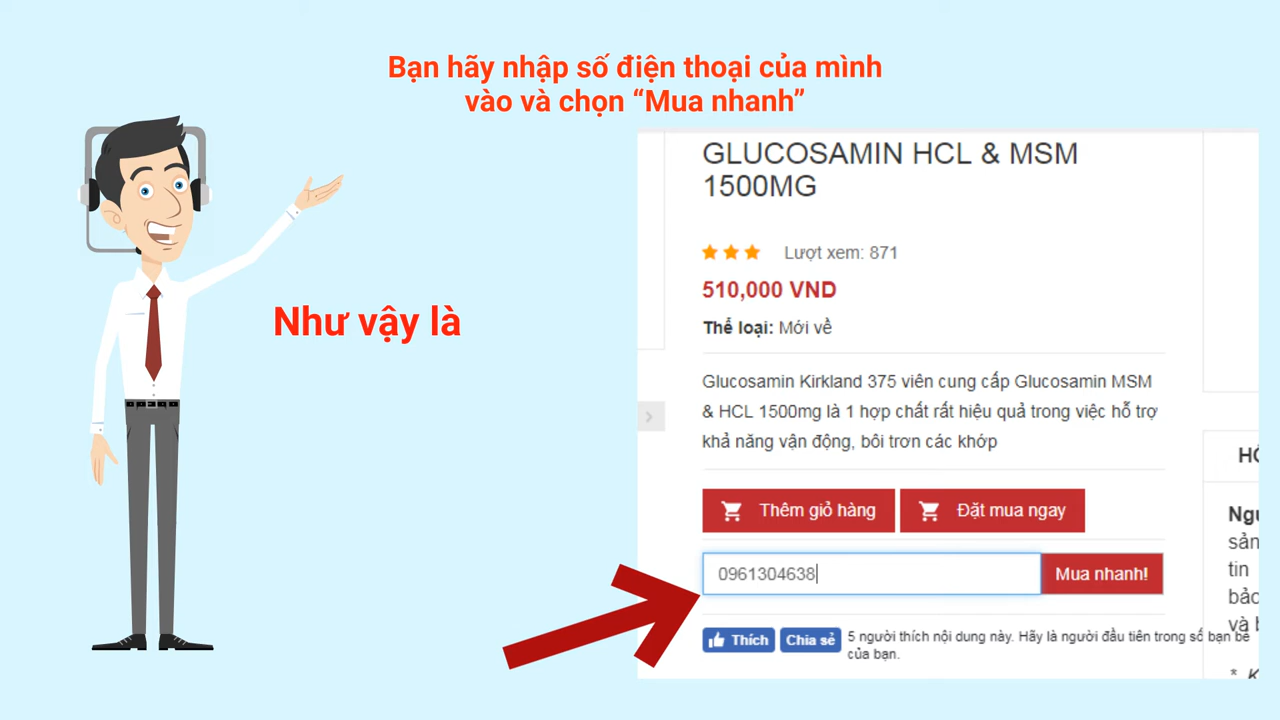 Bạn hãy nhập số điện thoại của mình
vào và chọn “Mua nhanh”
Như vậy là
GLUCOSAMIN HCL & MSM
1500MG
Lượt xem: 871
510,000 VND
Thể loại: Mới về
Glucosamin Kirkland 375 viên cung cấp Glucosamin MSM
& HCL 1500mg là 1 hợp chất rất hiệu quả trong việc hỗ trợ
khả năng vận động, bôi trơn các khớp
Thêm giỏ hàng
Đặt mua ngay
0961304638
Mua nhanh!
Thích
Chia sẻ
5 người thích nội dung này. Hãy là người đầu tiên trong số bạn bè
của bạn.
sản
tin
và b